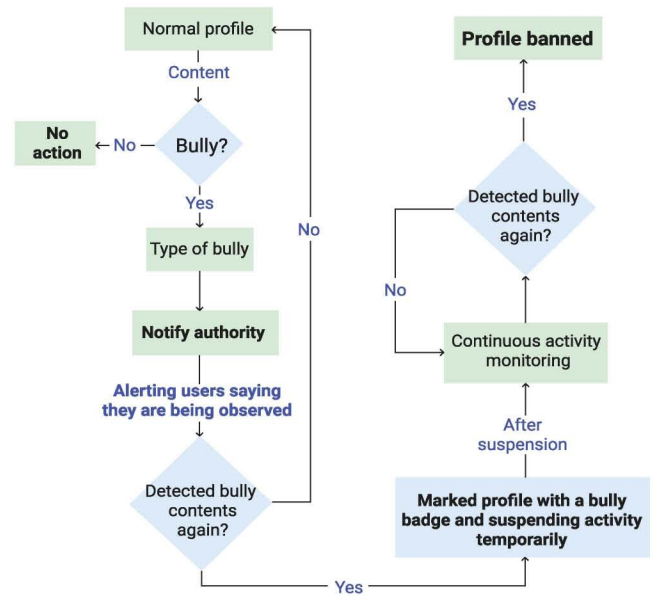 Normal profile
Content
Bully?
No
No
action
Yes
Type of bully
Notify authority
Alerting users saying
they are being observed
Detected bully
contents
again?
No
Yes
Marked profile with a bully
badge and suspending activity
temporarily
After
suspension
Continuous activity
monitoring
Detected bully
contents
again?
No
Yes
Profile banned